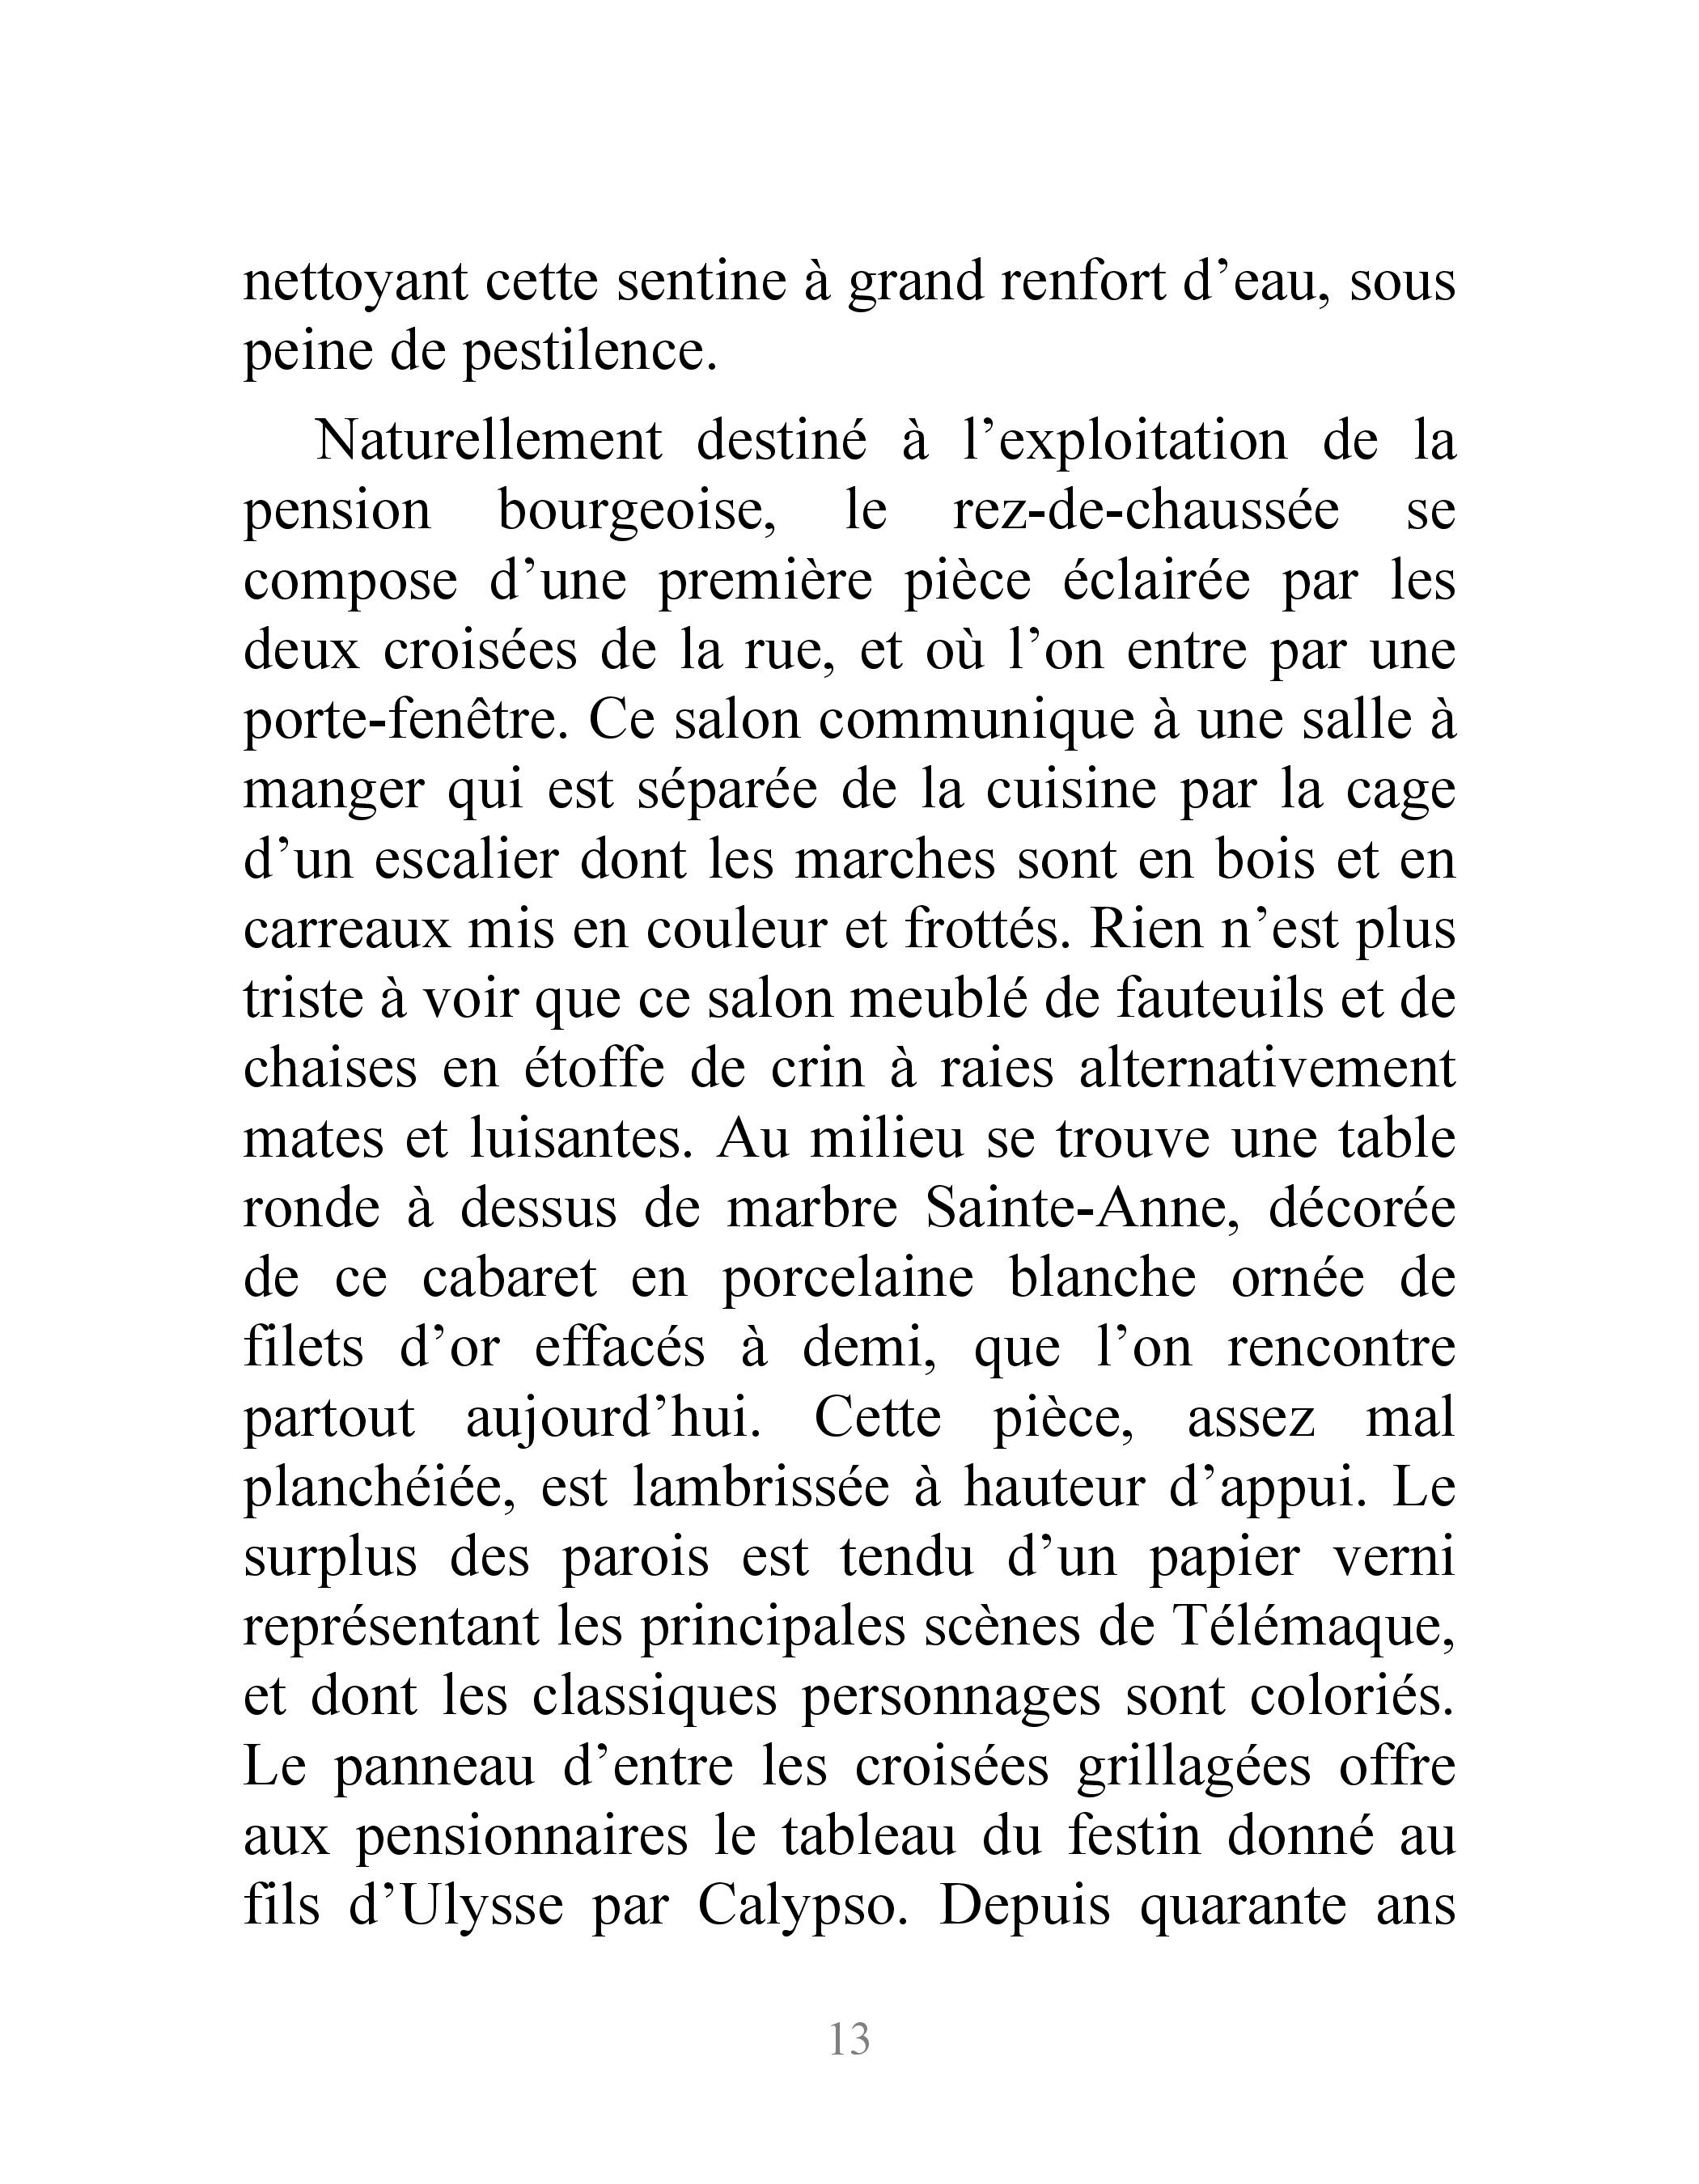 nettoyant cette sentine à grand renfort d’eau, sous
peine de pestilence.
Naturellement destiné à l’exploitation de la
pension bourgeoise, le rez-de-chaussée se
compose d’une première pièce éclairée par les
deux croisées de la rue, et où l’on entre par une
porte-fenêtre. Ce salon communique à une salle à
manger qui est séparée de la cuisine par la cage
d’un escalier dont les marches sont en bois et en
carreaux mis en couleur et frottés. Rien n’est plus
triste à voir que ce salon meublé de fauteuils et de
chaises en étoffe de crin à raies alternativement
mates et luisantes. Au milieu se trouve une table
ronde à dessus de marbre Sainte-Anne, décorée
de ce cabaret en porcelaine blanche ornée de
filets d’or effacés à demi, que l’on rencontre
partout aujourd’hui. Cette pièce, assez mal
planchéiée, est lambrissée à hauteur d’appui. Le
surplus des parois est tendu d’un papier verni
représentant les principales scènes de Télémaque,
et dont les classiques personnages sont coloriés.
Le panneau d’entre les croisées grillagées offre
aux pensionnaires le tableau du festin donné au
fils d’Ulysse par Calypso. Depuis quarante ans
13